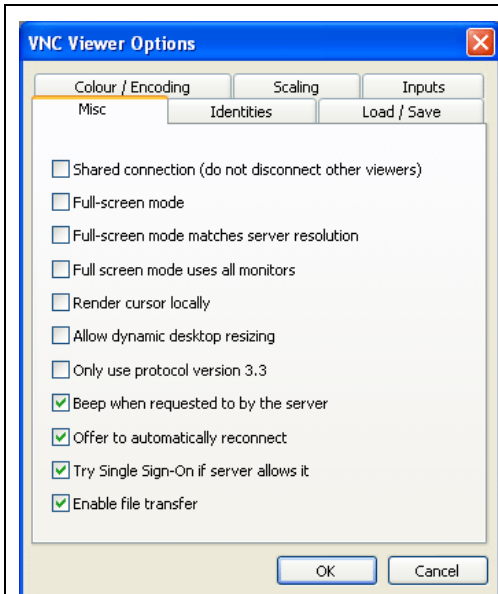 VNC Viewer Options
Colour / Encoding Scaling Inputs
Misc Identities Load / Save
Shared connection (do not disconnect other viewers)
Full-screen mode
Full-screen mode matches server resolution
Full screen mode uses all monitors
Render cursor locally
Allow dynamic desktop resizing
Only use protocol version 3.3
Beep when requested to by the server
Offer to automatically reconnect
Try Single Sign-On if server allows it
Enable file transfer
OK Cancel